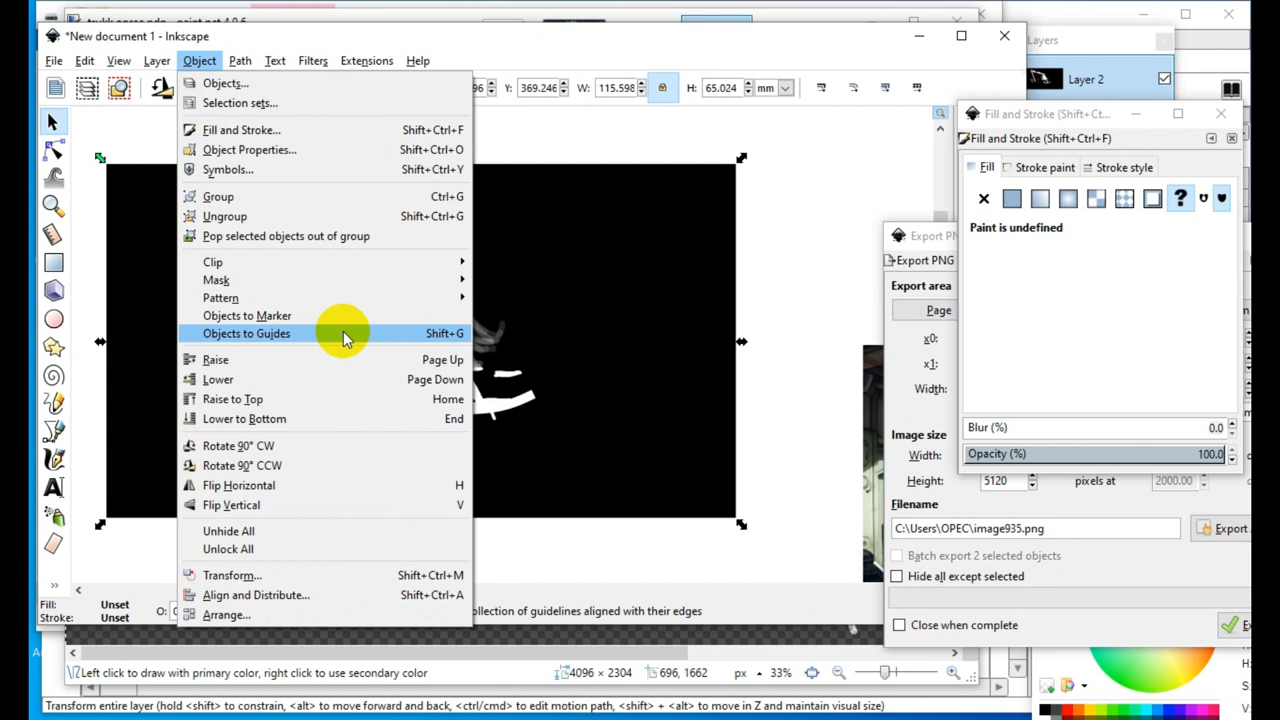 *New document 1 - Inkscape
File Edit View Layer Object Path Text Filters Extensions Help
Layers
Layer 2
Y: 369.246 W: 115.598 H: 65.024 mm
Objects...
Selection sets...
Fill and Stroke... Shift+Ctrl+F
Object Properties... Shift+Ctrl+O
Symbols... Shift+Ctrl+Y
Group Ctrl+G
Ungroup Shift+Ctrl+G
Pop selected objects out of group
Clip
Mask
Pattern
Objects to Marker
Objects to Guides Shift+G
Raise Page Up
Lower Page Down
Raise to Top Home
Lower to Bottom End
Rotate 90° CW
Rotate 90° CCW
Flip Horizontal H
Flip Vertical V
Unhide All
Unlock All
Transform... Shift+Ctrl+M
Align and Distribute... Shift+Ctrl+A
Arrange...
Fill and Stroke (Shift+Ct...
Fill and Stroke (Shift+Ctrl+F)
Fill Stroke paint Stroke style
Paint is undefined
Blur (%) 0.0
Opacity (%) 100.0
Export PN
Export PNG
Export area
Page
x0:
x1:
Width:
Image size
Width:
Height: 5120 pixels at 2000.00
Filename
C:\Users\OPEC\image935.png
Export
Batch export 2 selected objects
Hide all except selected
Close when complete
Fill: Unset
Stroke: Unset
O:
llection of guidelines aligned with their edges
Left click to draw with primary color, right click to use secondary color
4096 × 2304 696, 1662 px 33%
Transform entire layer (hold <shift> to constrain, <alt> to move forward and back, <ctrl/cmd> to edit motion path, <shift> + <alt> to move in Z and maintain visual size)
H:
S:
V: